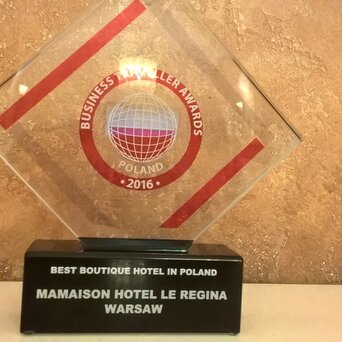 BUSINESS TRAVELLER AWARDS
POLAND
• 2016 •
BEST BOUTIQUE HOTEL IN POLAND
MAMAISON HOTEL LE REGINA
WARSAW